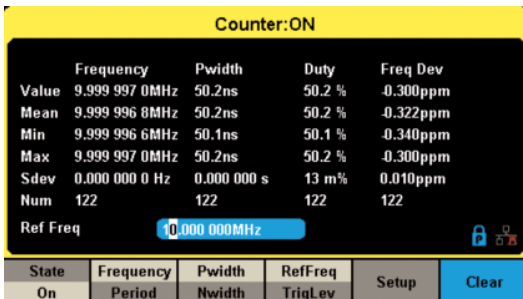 Counter:ON
Frequency Pwidth Duty Freq Dev
Value 9.999 997 0MHz 50.2ns 50.2 % -0.300ppm
Mean 9.999 996 8MHz 50.2ns 50.2 % -0.322ppm
Min 9.999 996 6MHz 50.1ns 50.1 % -0.340ppm
Max 9.999 997 0MHz 50.2ns 50.2 % -0.300ppm
Sdev 0.000 000 0 Hz 0.000 000 s 13 m% 0.010ppm
Num 122 122 122 122
Ref Freq 10.000 000MHz
P
State Frequency Pwidth RefFreq Setup Clear
On Period Nwidth TrigLev